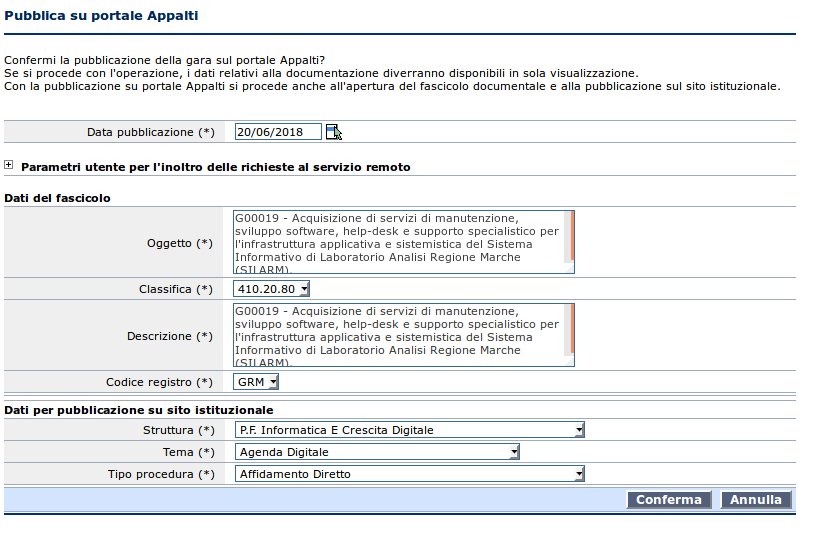 Pubblica su portale Appalti
Confermi la pubblicazione della gara sul portale Appalti?
Se si procede con l'operazione, i dati relativi alla documentazione diverranno disponibili in sola visualizzazione.
Con la pubblicazione su portale Appalti si procede anche all'apertura del fascicolo documentale e alla pubblicazione sul sito istituzionale.
Data pubblicazione (*) 20/06/2018
Parametri utente per l'inoltro delle richieste al servizio remoto
Dati del fascicolo
Oggetto (*)
G00019 - Acquisizione di servizi di manutenzione,
sviluppo software, help-desk e supporto specialistico per
l'infrastruttura applicativa e sistemistica del Sistema
Informativo di Laboratorio Analisi Regione Marche
(SILARM).
Classifica (*) 410.20.80
Descrizione (*)
G00019 - Acquisizione di servizi di manutenzione,
sviluppo software, help-desk e supporto specialistico per
l'infrastruttura applicativa e sistemistica del Sistema
Informativo di Laboratorio Analisi Regione Marche
(SILARM).
Codice registro (*) GRM
Dati per pubblicazione su sito istituzionale
Struttura (*) P.F. Informatica E Crescita Digitale
Tema (*) Agenda Digitale
Tipo procedura (*) Affidamento Diretto
Conferma Annulla